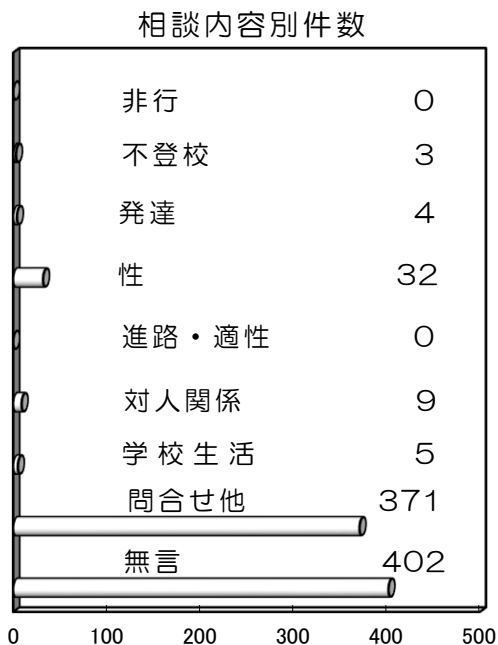 相談内容別件数
非行 0
不登校 3
発達 4
性 32
進路・適性 0
対人関係 9
学校生活 5
問合せ他 371
無言 402
0 100 200 300 400 500